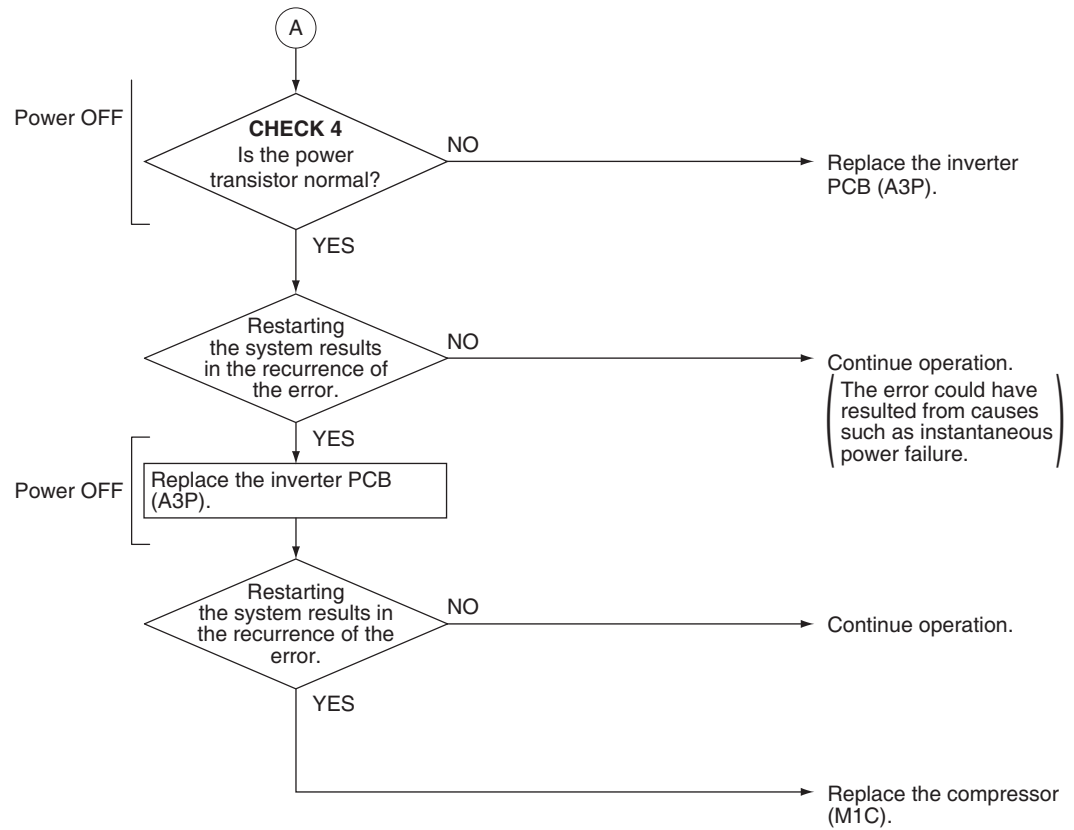 A
Power OFF
CHECK 4
Is the power
transistor normal?
NO
Replace the inverter
PCB (A3P).
YES
Restarting
the system results
in the recurrence of
the error.
NO
Continue operation.
(The error could have
resulted from causes
such as instantaneous
power failure.)
YES
Power OFF
Replace the inverter PCB
(A3P).
Restarting
the system results in
the recurrence of the
error.
NO
Continue operation.
YES
Replace the compressor
(M1C).